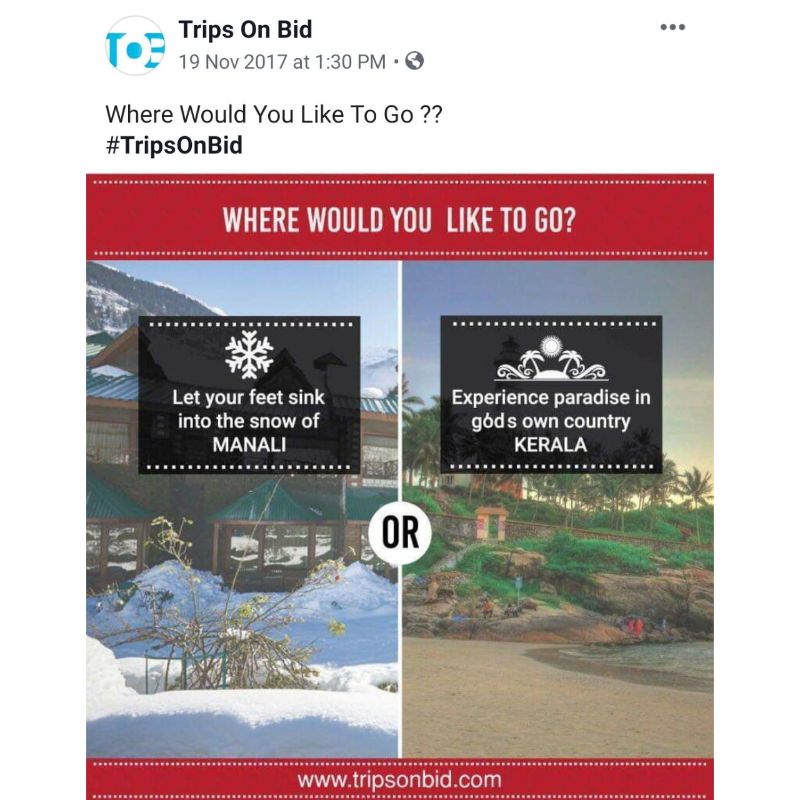 TOB
Trips On Bid
19 Nov 2017 at 1:30 PM
Where Would You Like To Go ??
#TripsOnBid
WHERE WOULD YOU LIKE TO GO?
Let your feet sink
into the snow of
MANALI
Experience paradise in
god s own country
KERALA
OR
www.tripsonbid.com